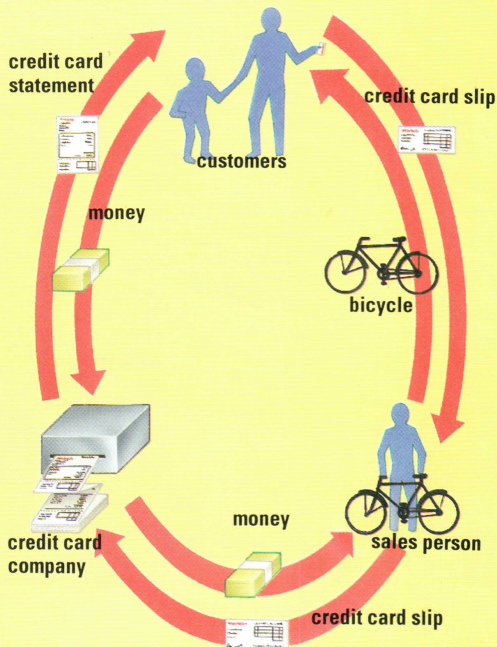 credit card
statement
credit card slip
customers
money
bicycle
money
sales person
credit card
company
credit card slip